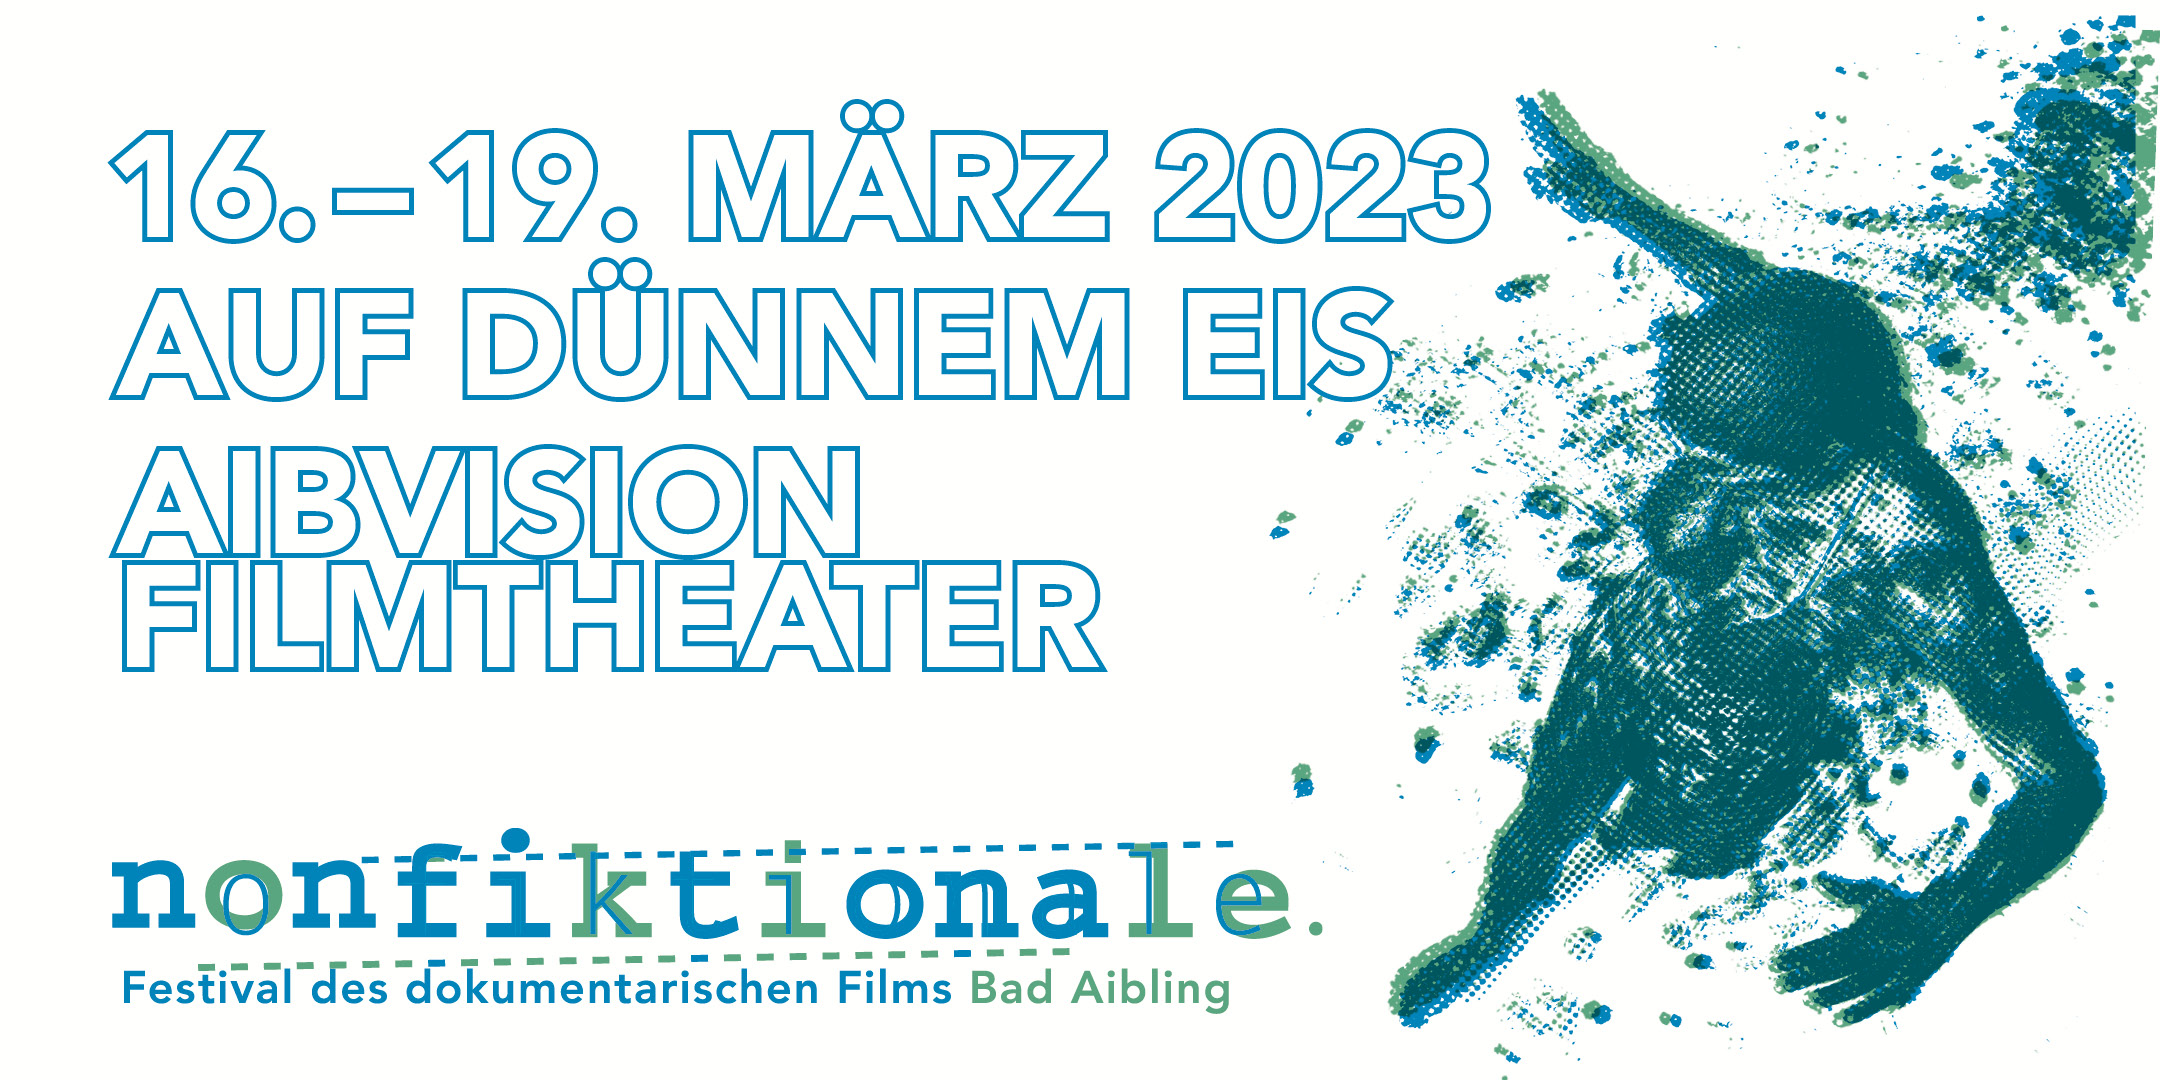 16.–19. MÄRZ 2023
AUF DÜNNEM EIS
AIBVISION
FILMTHEATER
nonfiktionale.
Festival des dokumentarischen Films Bad Aibling